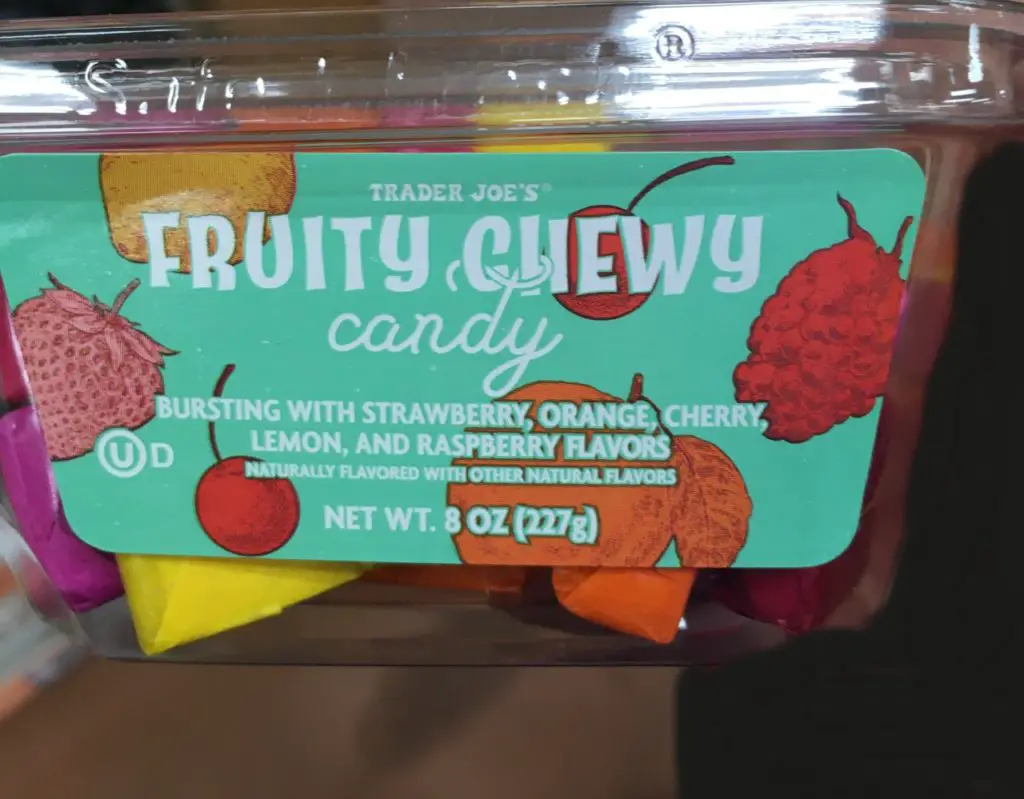 ®
TRADER JOE'S®
FRUITY CHEWY
candy
BURSTING WITH STRAWBERRY, ORANGE, CHERRY,
LEMON, AND RASPBERRY FLAVORS
U D
NATURALLY FLAVORED WITH OTHER NATURAL FLAVORS
NET WT. 8 OZ (227g)